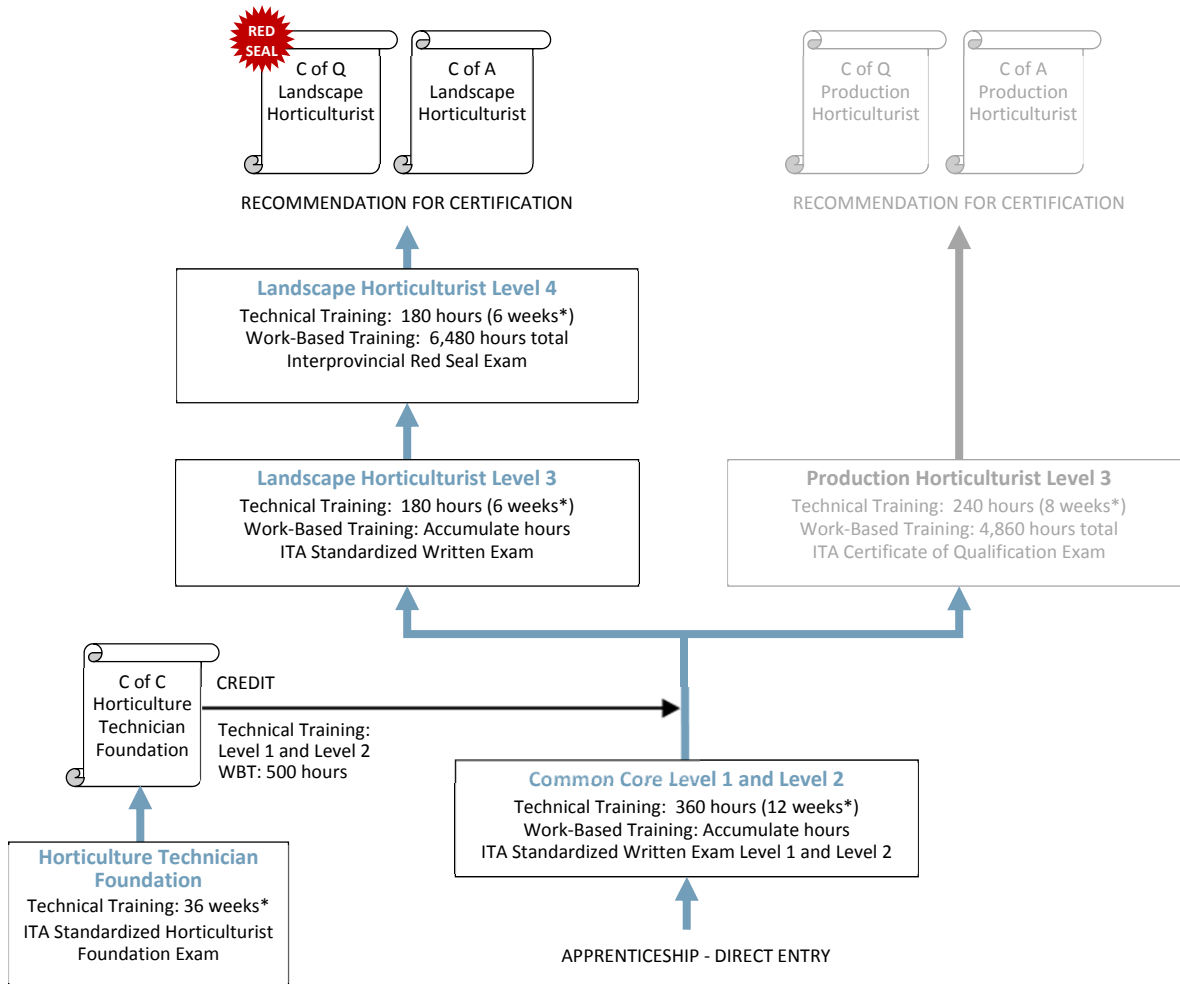 RED
SEAL
C of Q
Landscape
Horticulturist
C of A
Landscape
Horticulturist
C of Q
Production
Horticulturist
C of A
Production
Horticulturist
RECOMMENDATION FOR CERTIFICATION
RECOMMENDATION FOR CERTIFICATION
Landscape Horticulturist Level 4
Technical Training: 180 hours (6 weeks*)
Work-Based Training: 6,480 hours total
Interprovincial Red Seal Exam
Landscape Horticulturist Level 3
Technical Training: 180 hours (6 weeks*)
Work-Based Training: Accumulate hours
ITA Standardized Written Exam
Production Horticulturist Level 3
Technical Training: 240 hours (8 weeks*)
Work-Based Training: 4,860 hours total
ITA Certificate of Qualification Exam
C of C
Horticulture
Technician
Foundation
CREDIT
Technical Training:
Level 1 and Level 2
WBT: 500 hours
Common Core Level 1 and Level 2
Technical Training: 360 hours (12 weeks*)
Work-Based Training: Accumulate hours
ITA Standardized Written Exam Level 1 and Level 2
Horticulture Technician
Foundation
Technical Training: 36 weeks*
ITA Standardized Horticulturist
Foundation Exam
APPRENTICESHIP - DIRECT ENTRY